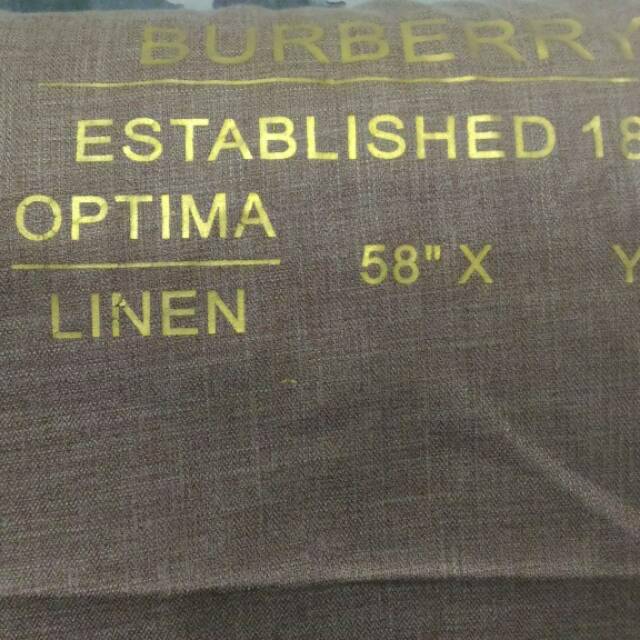 BURBERRY
ESTABLISHED 18
OPTIMA
58" X Y
LINEN